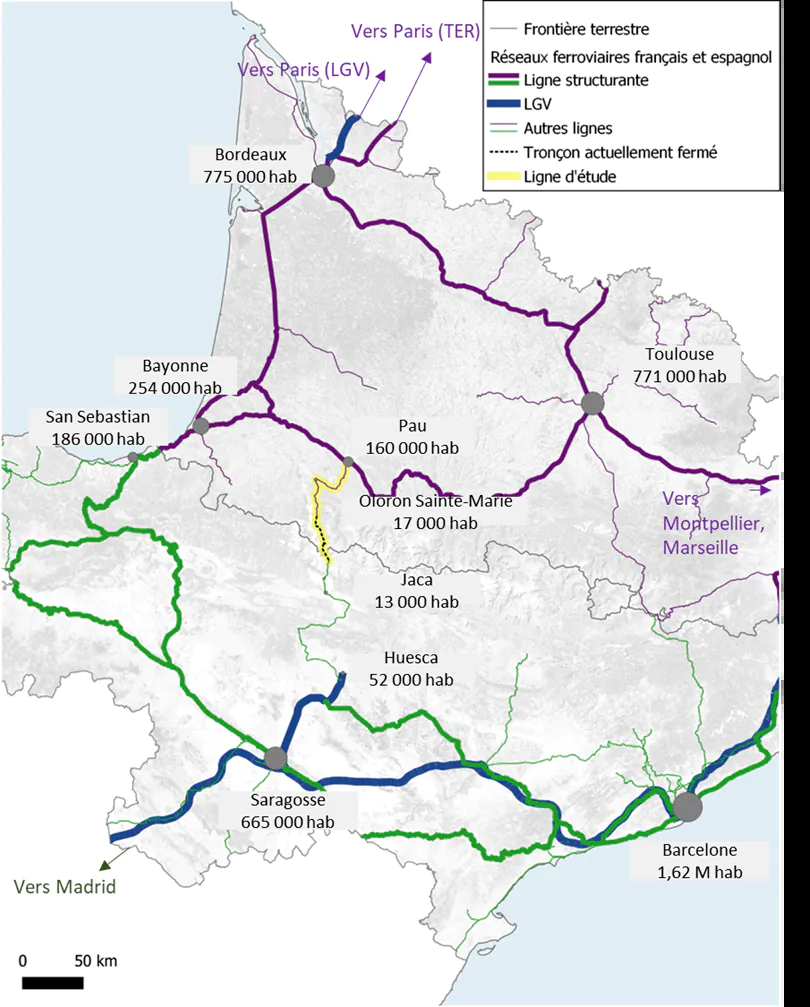 Vers Paris (TER)
Vers Paris (LGV)
Frontière terrestre
Réseaux ferroviaires français et espagnol
Ligne structurante
LGV
Autres lignes
Tronçon actuellement fermé
Ligne d'étude
Bordeaux
775 000 hab
Toulouse
771 000 hab
Bayonne
254 000 hab
San Sebastian
186 000 hab
Pau
160 000 hab
Oloron Sainte-Marie
17 000 hab
Vers
Montpellier,
Marseille
Jaca
13 000 hab
Huesca
52 000 hab
Saragosse
665 000 hab
Barcelone
1,62 M hab
Vers Madrid
0 50 km